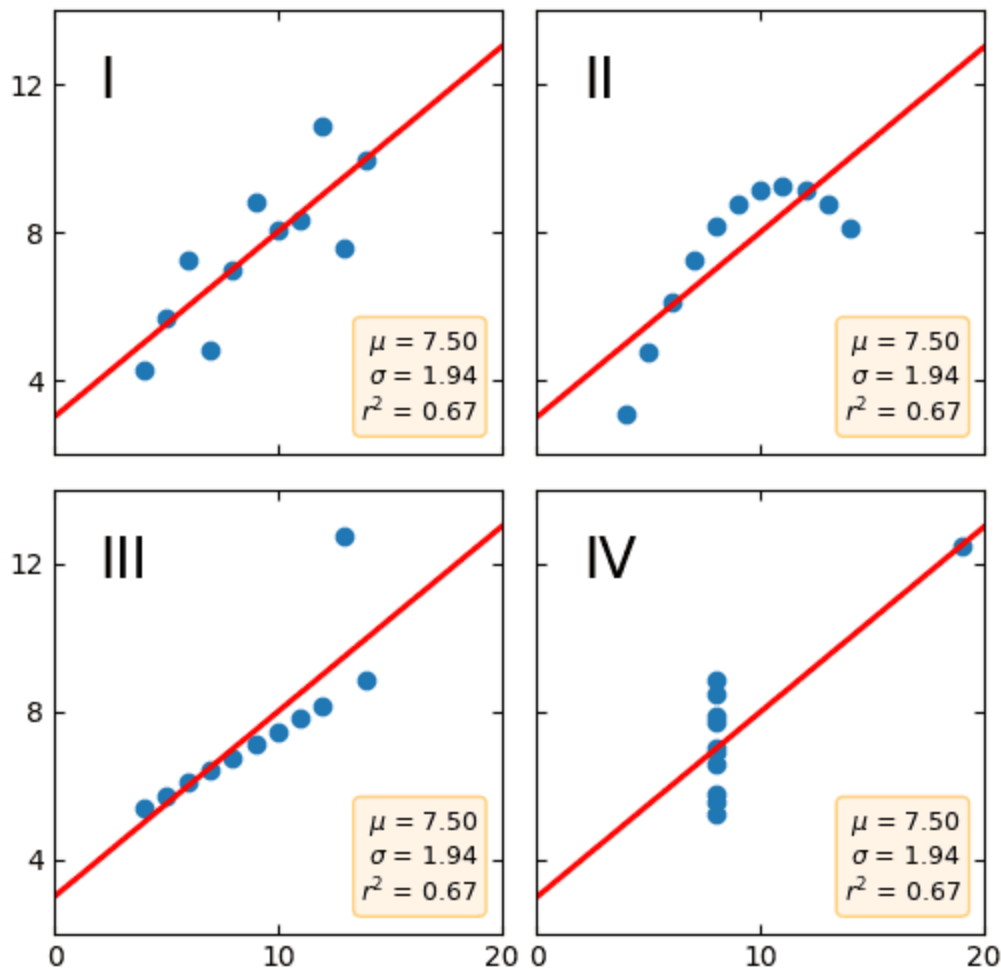 I
12
8
4
μ = 7.50
σ = 1.94
r² = 0.67
II
μ = 7.50
σ = 1.94
r² = 0.67
III
12
8
4
μ = 7.50
σ = 1.94
r² = 0.67
0 10 20
IV
μ = 7.50
σ = 1.94
r² = 0.67
0 10 20